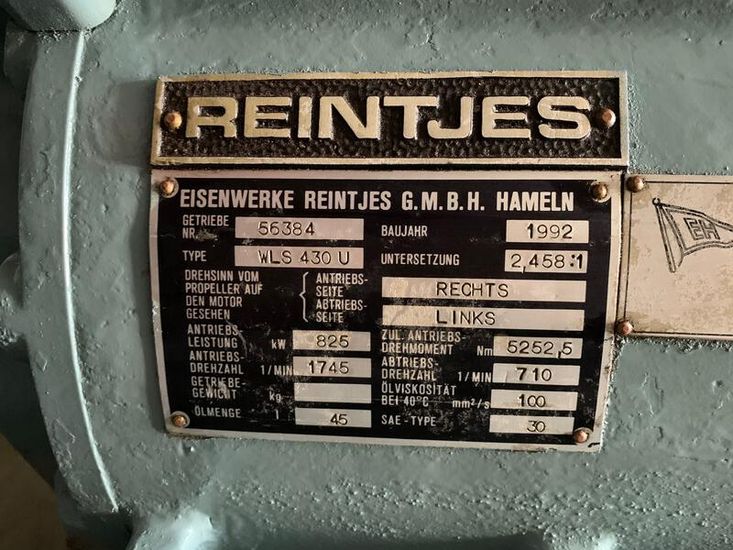 REINTJES
EISENWERKE REINTJES G.M.B.H. HAMELN
GETRIEBE NR. 56384 BAUJAHR 1992
TYPE WLS 430 U UNTERSETZUNG 2,458:1
DREHSINN VOM PROPELLER AUF DEN MOTOR GESEHEN
ANTRIEBS-SEITE RECHTS
ABTRIEBS-SEITE LINKS
ANTRIEBS-LEISTUNG kW 825 ZUL. ANTRIEBS DREHMOMENT Nm 5252,5
ANTRIEBS-DREHZAHL 1/MIN 1745 ABTRIEBS-DREHZAHL 1/MIN 710
GETRIEBE-GEWICHT kg ÖLVISKOSITÄT BEI 40°C mm²/s 100
ÖLMENGE l 45 SAE-TYPE 30